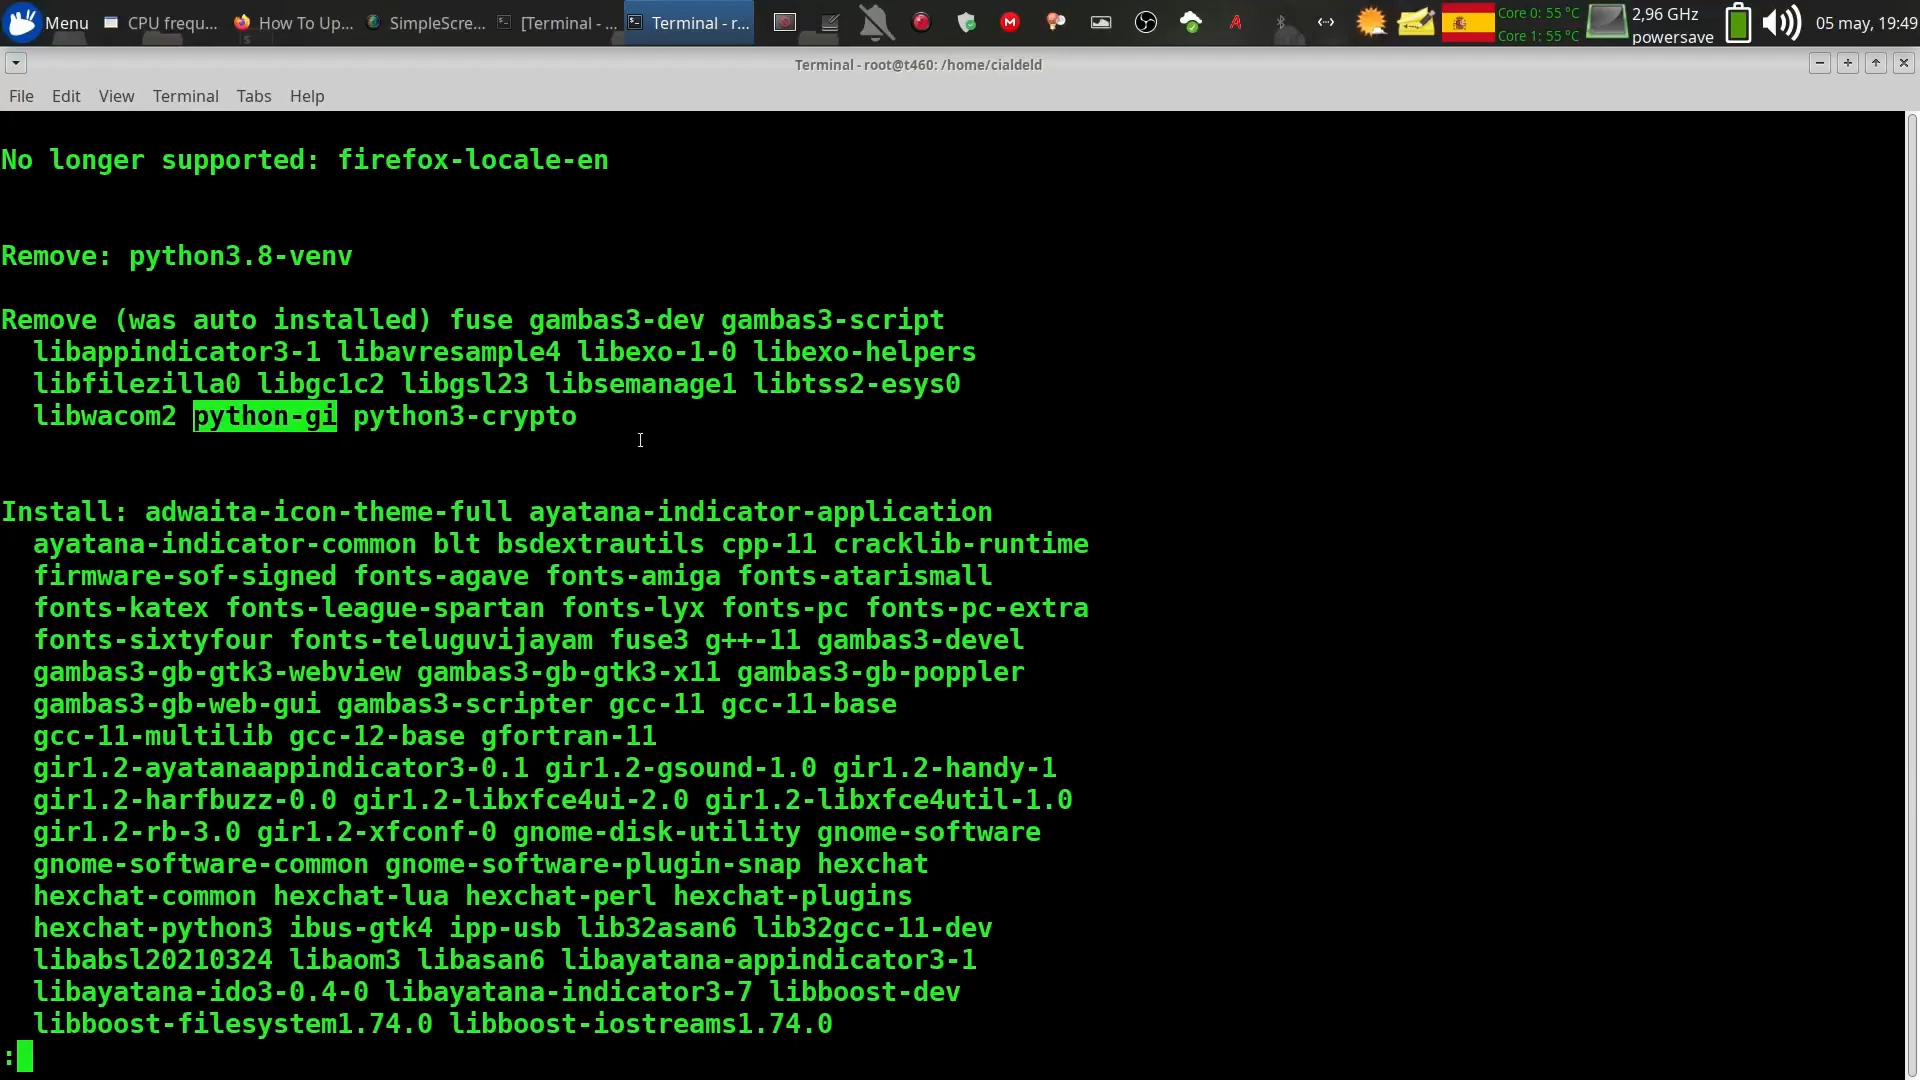 Menu CPU frequ... How To Up... SimpleScre... [Terminal - ... Terminal - r... Core 0: 55 °C Core 1: 55 °C 2,96 GHz powersave 05 may, 19:49
Terminal - root@t460: /home/cialdeld
File Edit View Terminal Tabs Help
No longer supported: firefox-locale-en
Remove: python3.8-venv
Remove (was auto installed) fuse gambas3-dev gambas3-script
libappindicator3-1 libavresample4 libexo-1-0 libexo-helpers
libfilezilla0 libgc1c2 libgsl23 libsemanage1 libtss2-esys0
libwacom2 python-gi python3-crypto
Install: adwaita-icon-theme-full ayatana-indicator-application
ayatana-indicator-common blt bsdextrautils cpp-11 cracklib-runtime
firmware-sof-signed fonts-agave fonts-amiga fonts-atarismall
fonts-katex fonts-league-spartan fonts-lyx fonts-pc fonts-pc-extra
fonts-sixtyfour fonts-teluguvijayam fuse3 g++-11 gambas3-devel
gambas3-gb-gtk3-webview gambas3-gb-gtk3-x11 gambas3-gb-poppler
gambas3-gb-web-gui gambas3-scripter gcc-11 gcc-11-base
gcc-11-multilib gcc-12-base gfortran-11
gir1.2-ayatanaappindicator3-0.1 gir1.2-gsound-1.0 gir1.2-handy-1
gir1.2-harfbuzz-0.0 gir1.2-libxfce4ui-2.0 gir1.2-libxfce4util-1.0
gir1.2-rb-3.0 gir1.2-xfconf-0 gnome-disk-utility gnome-software
gnome-software-common gnome-software-plugin-snap hexchat
hexchat-common hexchat-lua hexchat-perl hexchat-plugins
hexchat-python3 ibus-gtk4 ipp-usb lib32asan6 lib32gcc-11-dev
libabsl20210324 libaom3 libasan6 libayatana-appindicator3-1
libayatana-ido3-0.4-0 libayatana-indicator3-7 libboost-dev
libboost-filesystem1.74.0 libboost-iostreams1.74.0
: